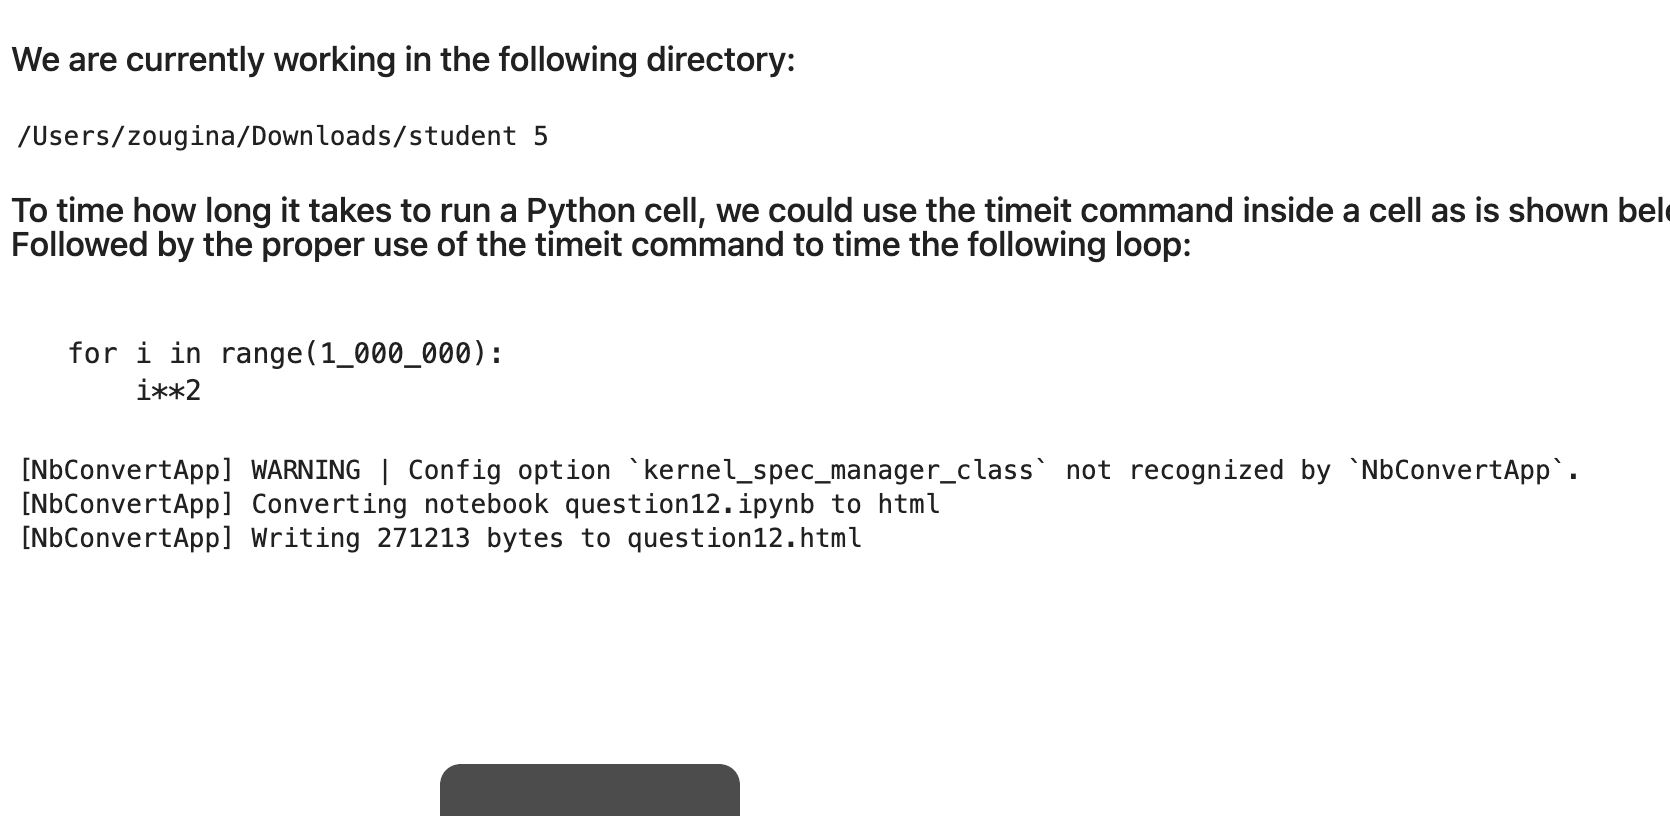 We are currently working in the following directory:
/Users/zougina/Downloads/student 5
To time how long it takes to run a Python cell, we could use the timeit command inside a cell as is shown
Followed by the proper use of the timeit command to time the following loop:
for i in range(1_000_000):
    i**2
[NbConvertApp] WARNING | Config option `kernel_spec_manager_class` not recognized by `NbConvertApp`.
[NbConvertApp] Converting notebook question12.ipynb to html
[NbConvertApp] Writing 271213 bytes to question12.html